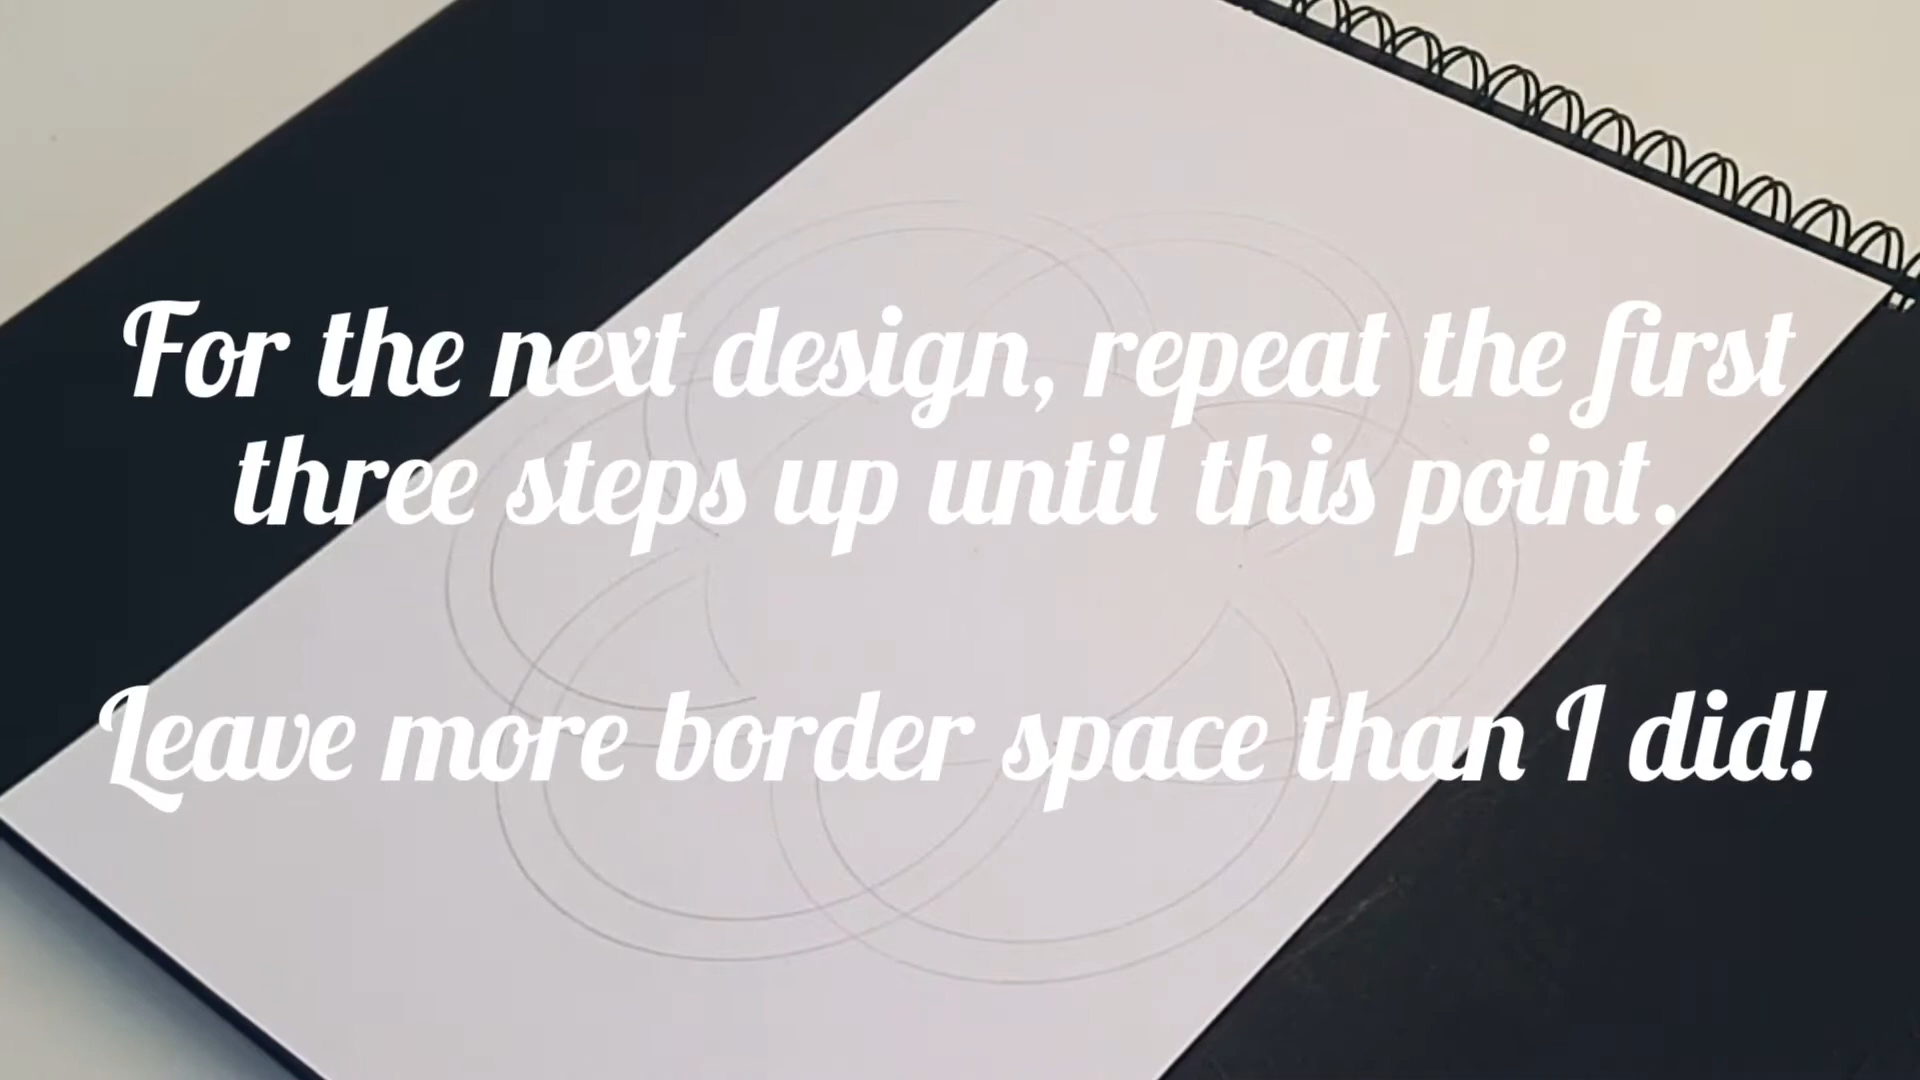 For the next design, repeat the first
three steps up until this point.
Leave more border space than I did!